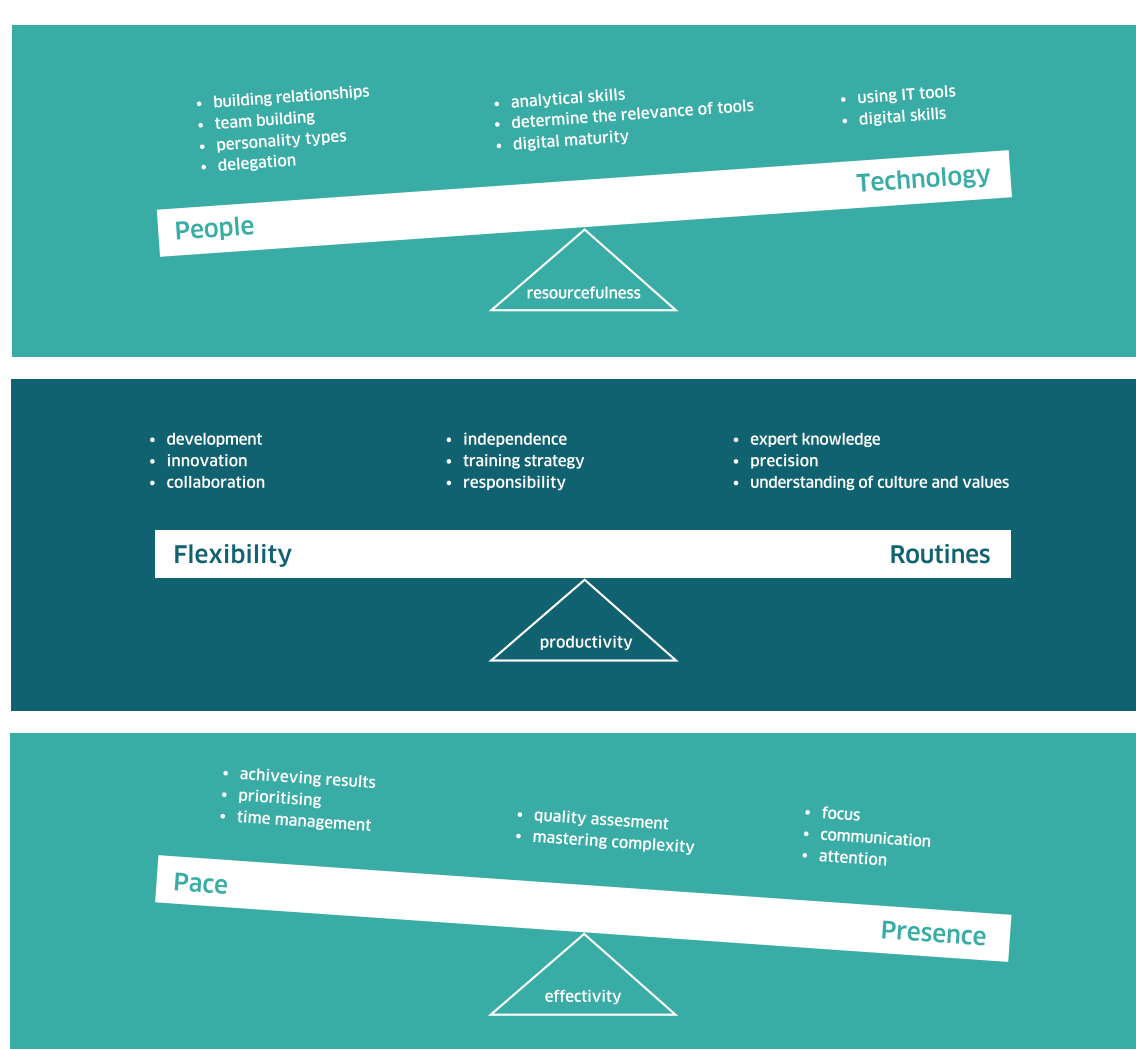 • building relationships
• team building
• personality types
• delegation
• analytical skills
• determine the relevance of tools
• digital maturity
• using IT tools
• digital skills
People
Technology
resourcefulness
• development
• innovation
• collaboration
• independence
• training strategy
• responsibility
• expert knowledge
• precision
• understanding of culture and values
Flexibility
Routines
productivity
• achiveving results
• prioritising
• time management
• quality assesment
• mastering complexity
• focus
• communication
• attention
Pace
Presence
effectivity